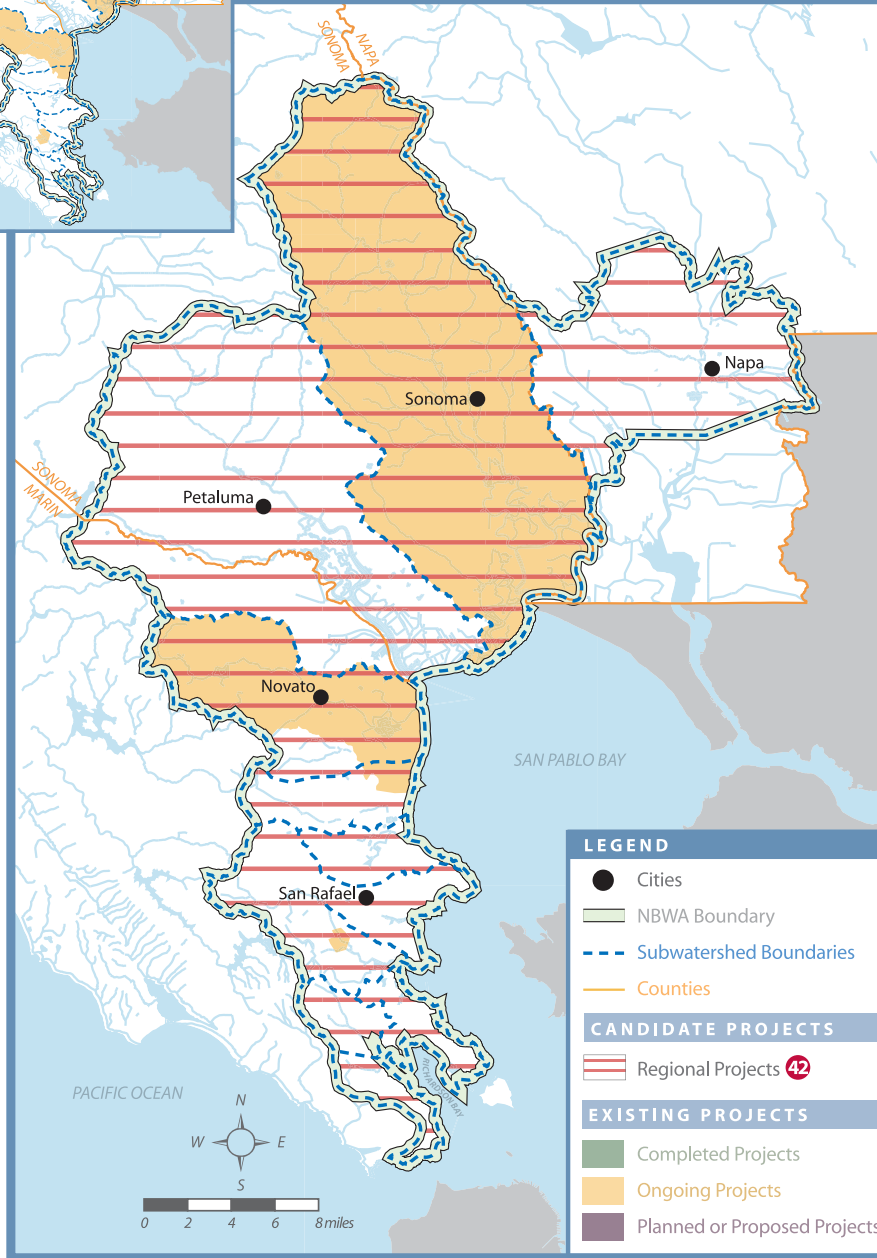 NAPA
SONOMA
Napa
Sonoma
SONOMA
MARIN
Petaluma
Novato
SAN PABLO BAY
San Rafael
RICHARDSON BAY
PACIFIC OCEAN
N
W E
S
0 2 4 6 8 miles
LEGEND
Cities
NBWA Boundary
Subwatershed Boundaries
Counties
CANDIDATE PROJECTS
Regional Projects 42
EXISTING PROJECTS
Completed Projects
Ongoing Projects
Planned or Proposed Projects